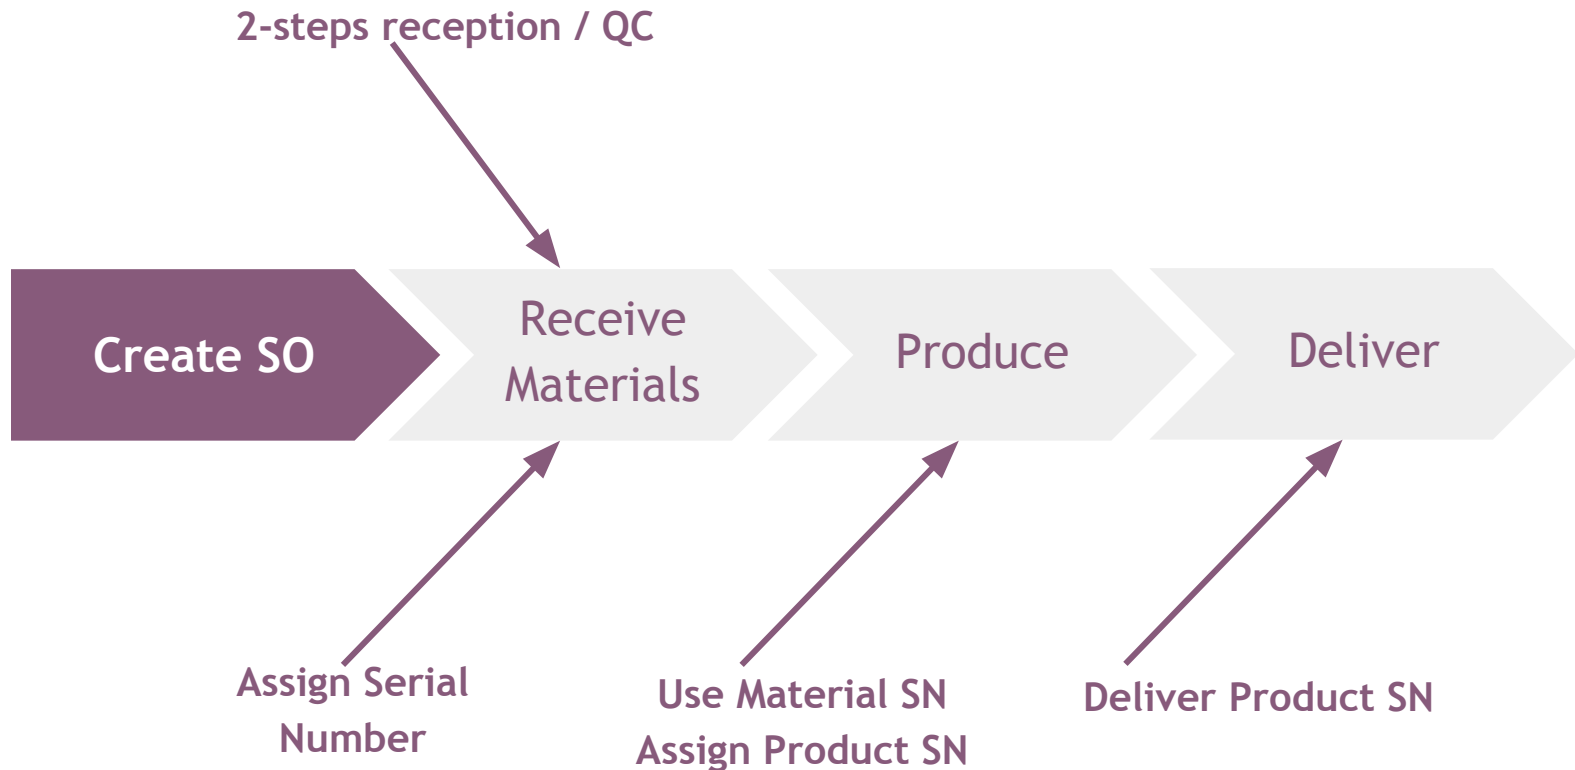 2-steps reception / QC
Create SO
Receive
Materials
Produce
Deliver
Assign Serial
Number
Use Material SN
Assign Product SN
Deliver Product SN